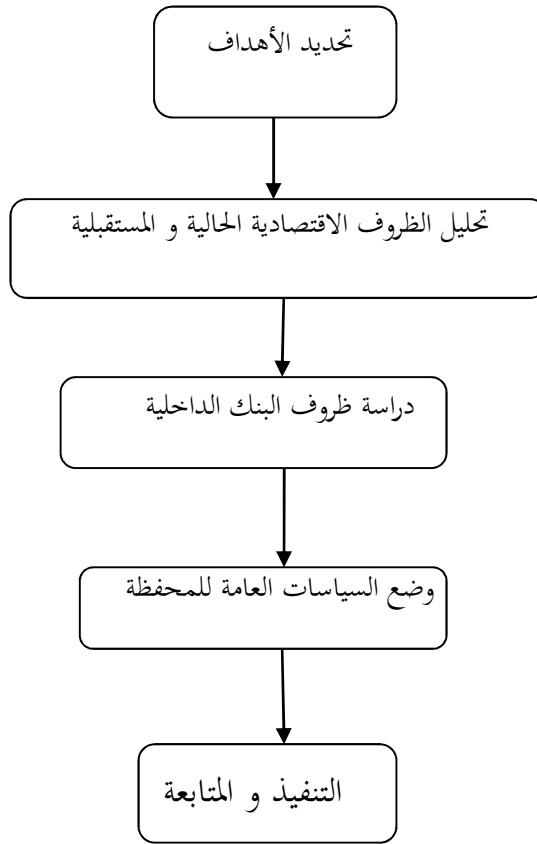 تحديد الأهداف
تحليل الظروف الاقتصادية الحالية و المستقبلية
دراسة ظروف البنك الداخلية
وضع السياسات العامة للمحفظة
التنفيذ و المتابعة